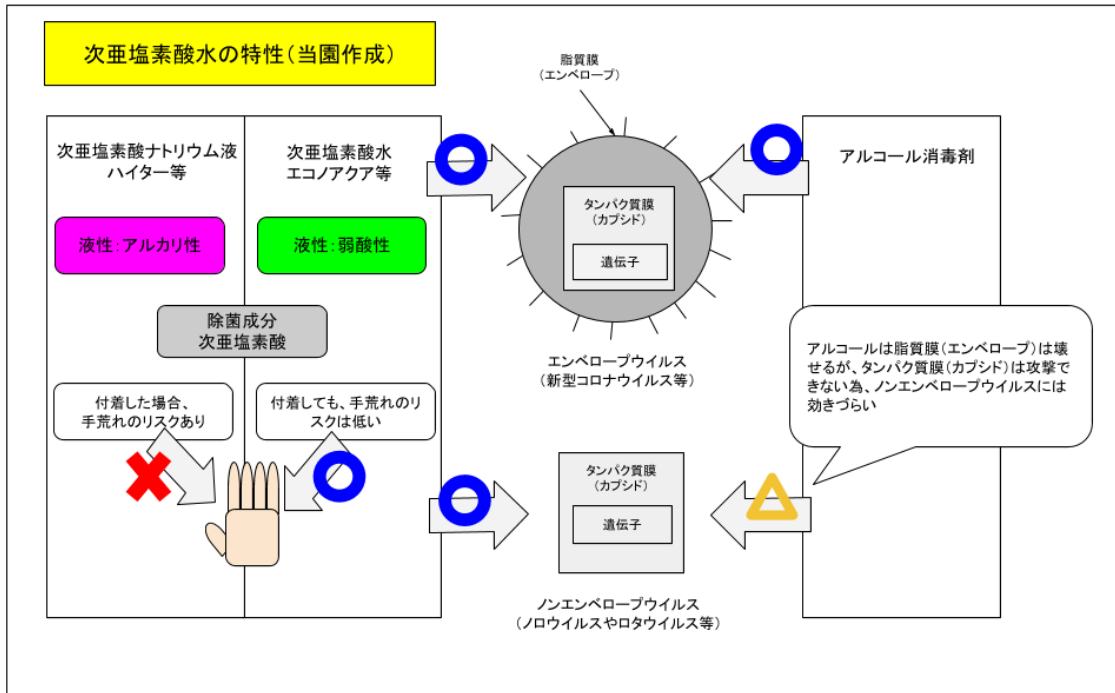 次亜塩素酸水の特性（当園作成）
脂質膜
（エンベロープ）
次亜塩素酸ナトリウム液
ハイター等
次亜塩素酸水
エコノアクア等
アルコール消毒剤
液性：アルカリ性
液性：弱酸性
タンパク質膜
（カプシド）
遺伝子
除菌成分
次亜塩素酸
エンベロープウイルス
（新型コロナウイルス等）
アルコールは脂質膜（エンベロープ）は壊
せるが、タンパク質膜（カプシド）は攻撃で
きない為、ノンエンベロープウイルスには
効きづらい
付着した場合、
手荒れのリスクあり
付着しても、手荒れのリ
スクは低い
タンパク質膜
（カプシド）
遺伝子
ノンエンベロープウイルス
（ノロウイルスやロタウイルス等）